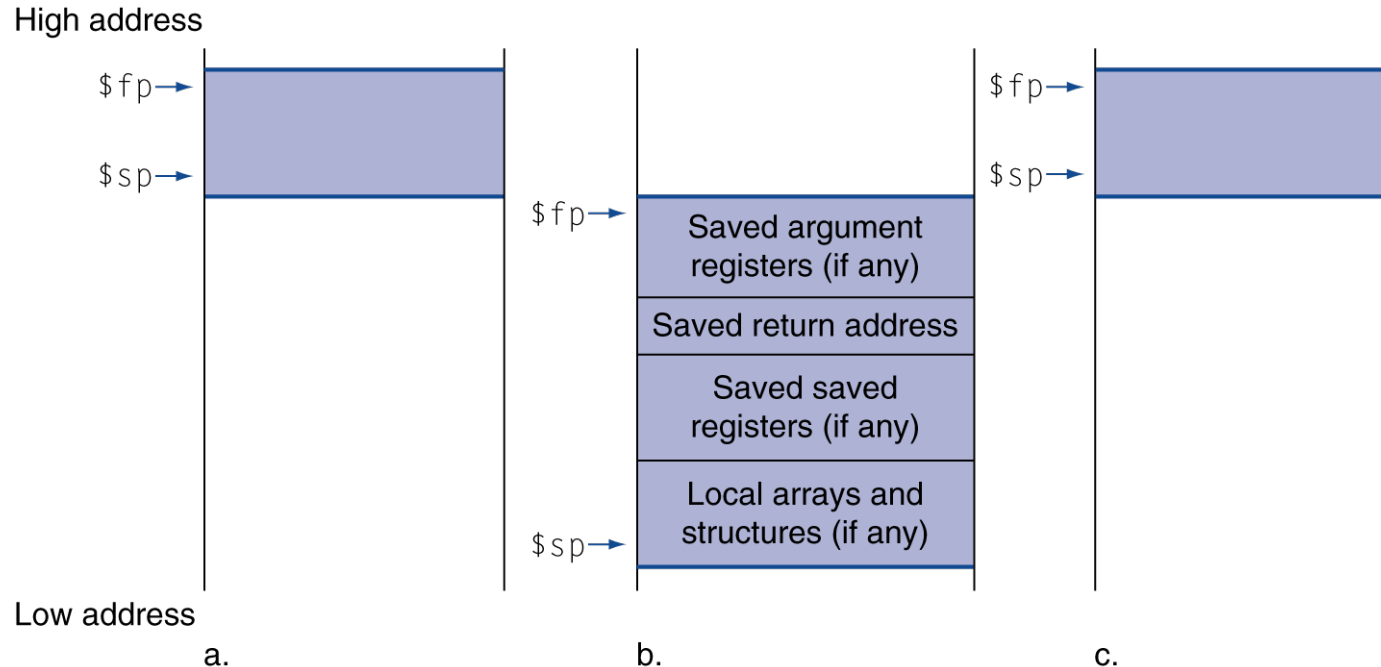 High address
$fp
$sp
$fp
Saved argument
registers (if any)
Saved return address
Saved saved
registers (if any)
Local arrays and
structures (if any)
$sp
$fp
$sp
Low address
a.
b.
c.